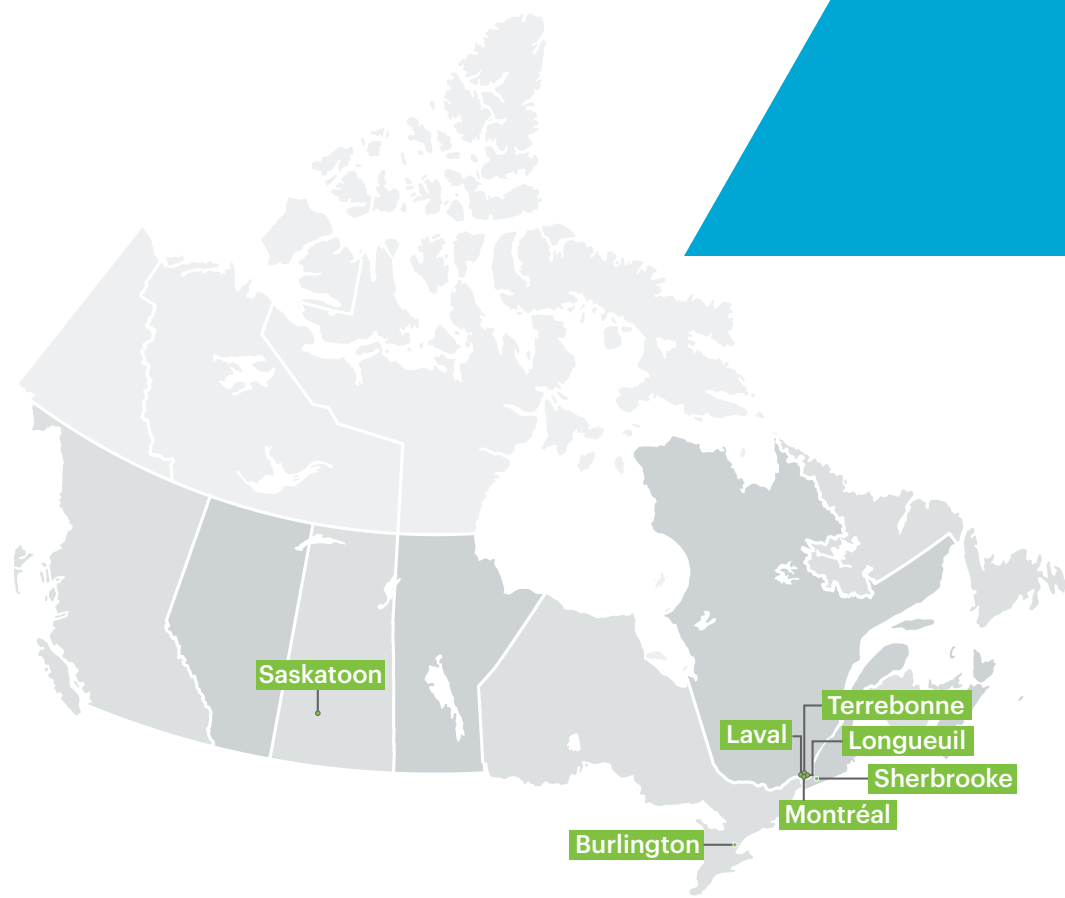 Saskatoon
Terrebonne
Laval
Longueuil
Sherbrooke
Montréal
Burlington